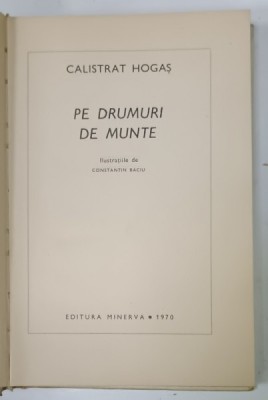 CALISTRAT HOGAȘ
PE DRUMURI
DE MUNTE
Ilustrațiile de
CONSTANTIN BACIU
EDITURA MINERVA • 1970